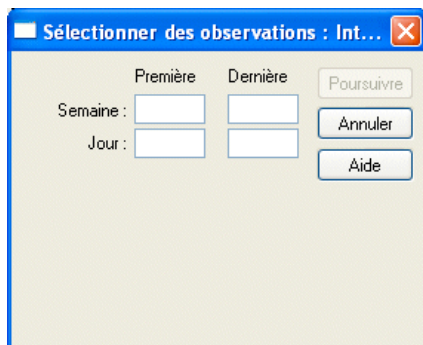 Sélectionner des observations : Int...
Première Dernière
Poursuivre
Semaine :
Annuler
Jour :
Aide